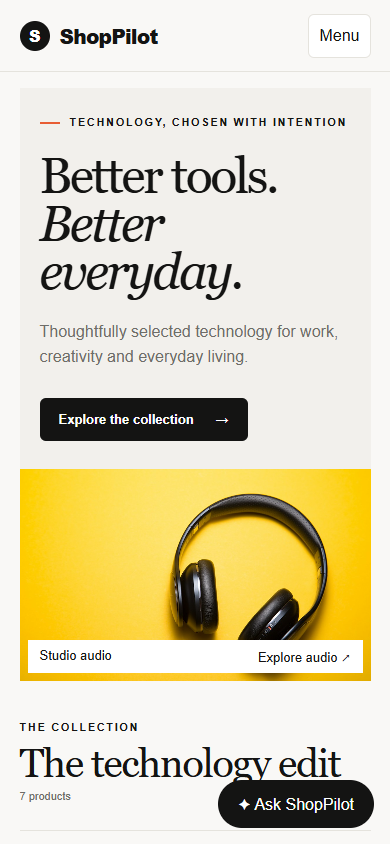 S ShopPilot
Menu
TECHNOLOGY, CHOSEN WITH INTENTION
Better tools.
Better
everyday.
Thoughtfully selected technology for work,
creativity and everyday living.
Explore the collection →
Studio audio
Explore audio ↗
THE COLLECTION
The technology edit
7 products
✦ Ask ShopPilot